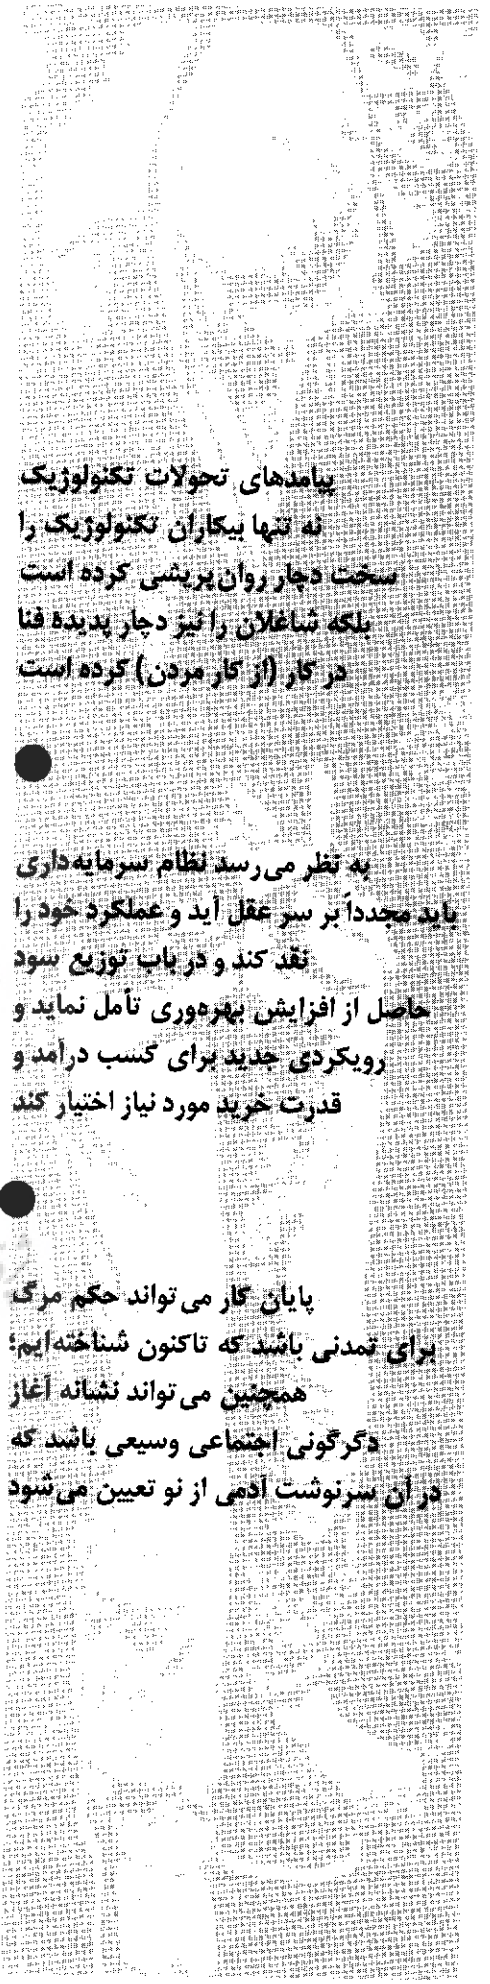 پیامدهای تحولات تکنولوژیک
نه تنها بیکاران تکنولوژیک را
سخت دچار روان‌پریشی کرده است
بلکه شاغلان را نیز دچار پدیده فنا
در کار (از کار مردن) کرده است
به نظر می‌رسد نظام سرمایه‌داری
باید مجدداً بر سر عقل آید و عملکرد خود را
نقد کند و در باب توزیع سود
حاصل از افزایش بهره‌وری تأمل نماید و
رویکردی جدید برای کسب درآمد و
قدرت خرید مورد نیاز اختیار کند
پایان کار می‌تواند حکم مرگ
برای تمدنی باشد که تاکنون شناخته‌ایم؛
همچنین می‌تواند نشانه آغاز
دگرگونی اجتماعی وسیعی باشد که
در آن سرنوشت آدمی از نو تعیین می‌شود